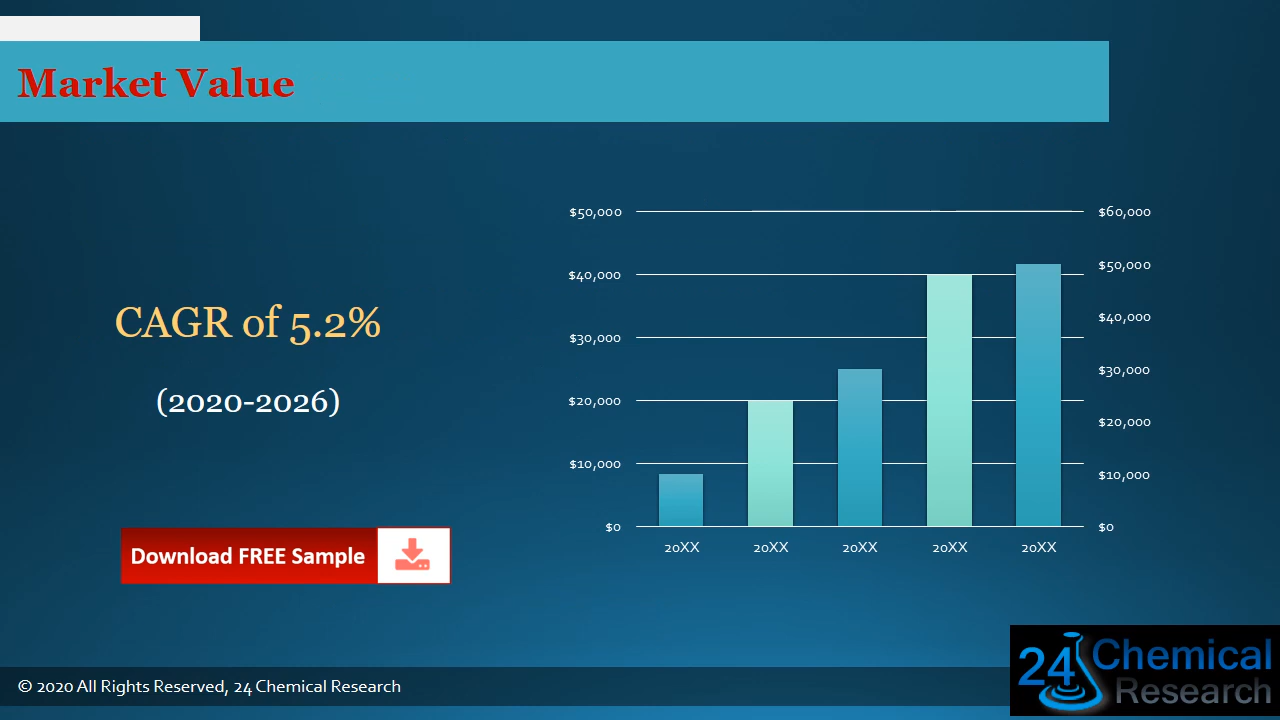 Market Value
CAGR of 5.2%
(2020-2026)
Download FREE Sample
$50,000
$40,000
$30,000
$20,000
$10,000
$0
$60,000
$50,000
$40,000
$30,000
$20,000
$10,000
$0
20XX 20XX 20XX 20XX 20XX
© 2020 All Rights Reserved, 24 Chemical Research
24 Chemical
Research